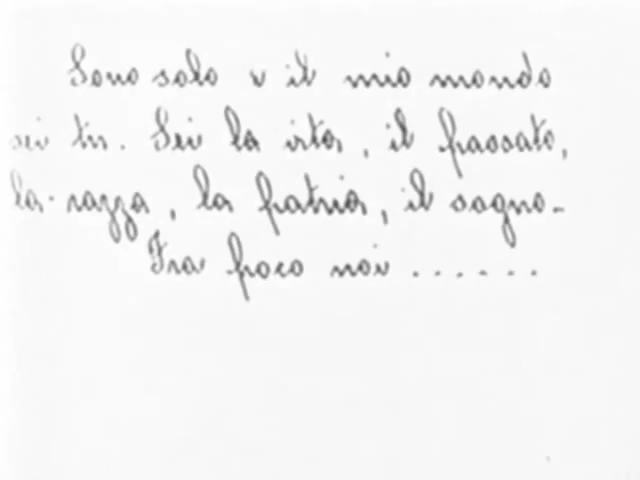 Sono solo e il mio mondo
sei tu. Sei la vita, il passato,
la razza, la patria, il sogno.
Fra poco noi ......